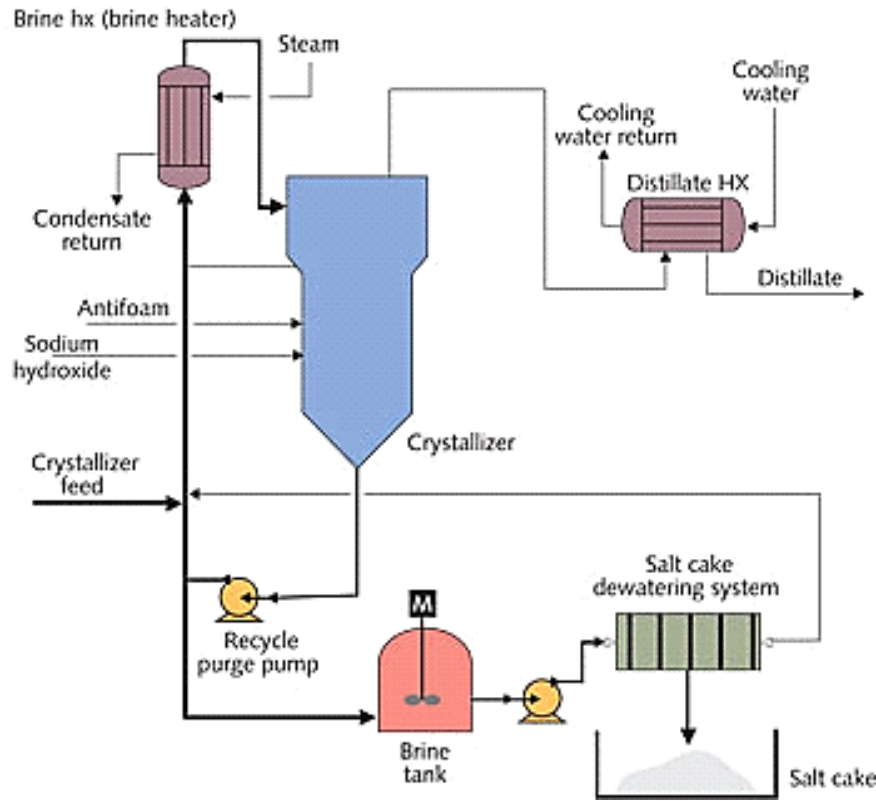 Brine hx (brine heater)
Steam
Cooling
water
Cooling
water return
Distillate HX
Condensate
return
Distillate
Antifoam
Sodium
hydroxide
Crystallizer
Crystallizer
feed
Salt cake
dewatering system
M
Recycle
purge pump
Brine
tank
Salt cake